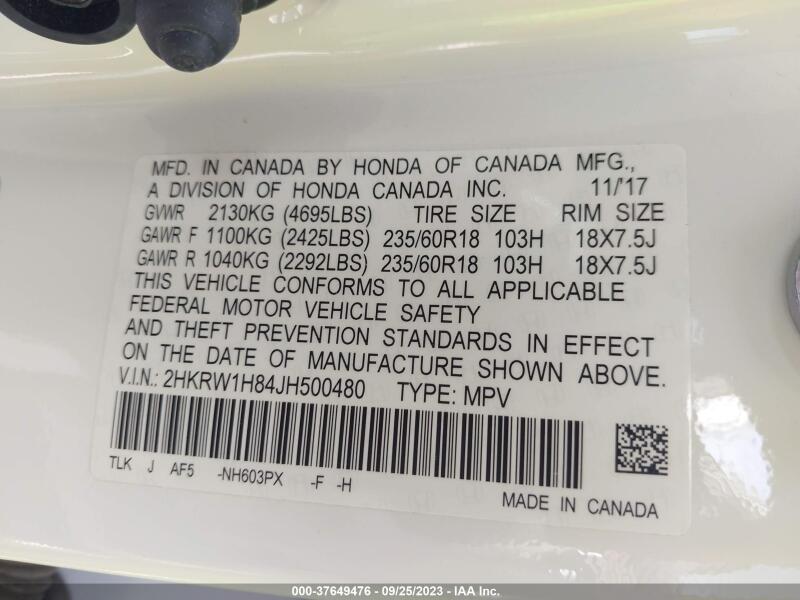 MFD. IN CANADA BY HONDA OF CANADA MFG.,
A DIVISION OF HONDA CANADA INC. 11/'17
GVWR 2130KG (4695LBS) TIRE SIZE RIM SIZE
GAWR F 1100KG (2425LBS) 235/60R18 103H 18X7.5J
GAWR R 1040KG (2292LBS) 235/60R18 103H 18X7.5J
THIS VEHICLE CONFORMS TO ALL APPLICABLE
FEDERAL MOTOR VEHICLE SAFETY
AND THEFT PREVENTION STANDARDS IN EFFECT
ON THE DATE OF MANUFACTURE SHOWN ABOVE.
V.I.N.: 2HKRW1H84JH500480 TYPE: MPV
TLK J AF5 -NH603PX -F -H
MADE IN CANADA
000-37649476 | 09/25/2023 - IAA Inc.